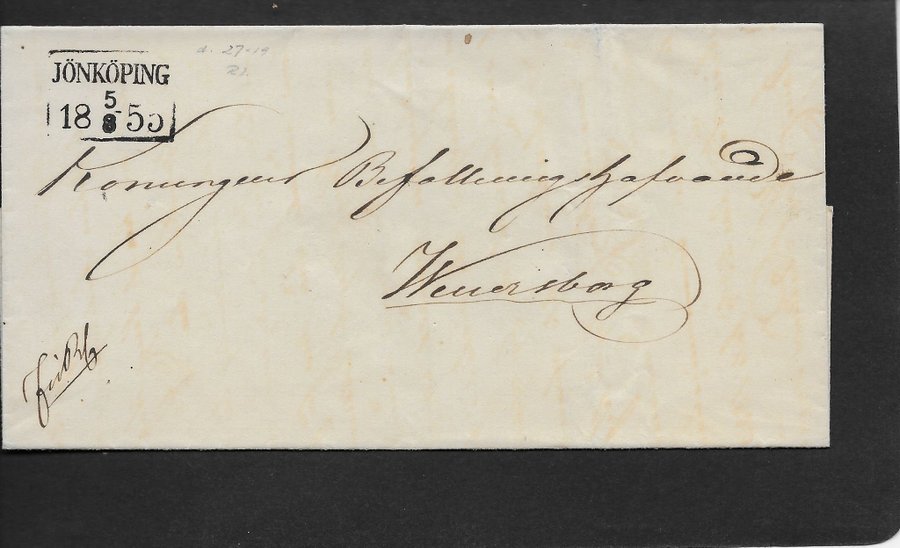 JÖNKÖPING
5
18 8 55
Konungens Befallningshafvande
Wenersborg